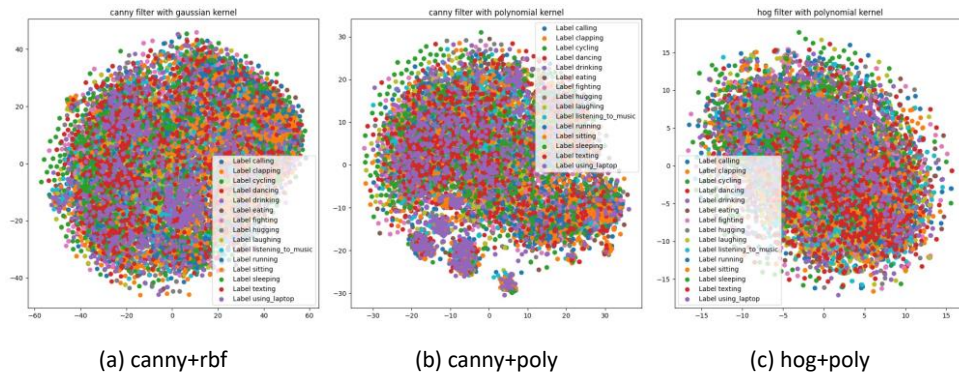 canny filter with gaussian kernel
40
20
0
−20
−40
−60
−40
−20
0
20
40
60
Label calling
Label clapping
Label cycling
Label dancing
Label drinking
Label eating
Label fighting
Label hugging
Label laughing
Label listening_to_music
Label running
Label sitting
Label sleeping
Label texting
Label using_laptop
(a) canny+rbf
canny filter with polynomial kernel
30
20
10
0
−10
−20
−30
−30
−20
−10
0
10
20
30
Label calling
Label clapping
Label cycling
Label dancing
Label drinking
Label eating
Label fighting
Label hugging
Label laughing
Label listening_to_music
Label running
Label sitting
Label sleeping
Label texting
Label using_laptop
(b) canny+poly
hog filter with polynomial kernel
15
10
5
0
−5
−10
−15
−15
−10
−5
0
5
10
15
Label calling
Label clapping
Label cycling
Label dancing
Label drinking
Label eating
Label fighting
Label hugging
Label laughing
Label listening_to_music
Label running
Label sitting
Label sleeping
Label texting
Label using_laptop
(c) hog+poly